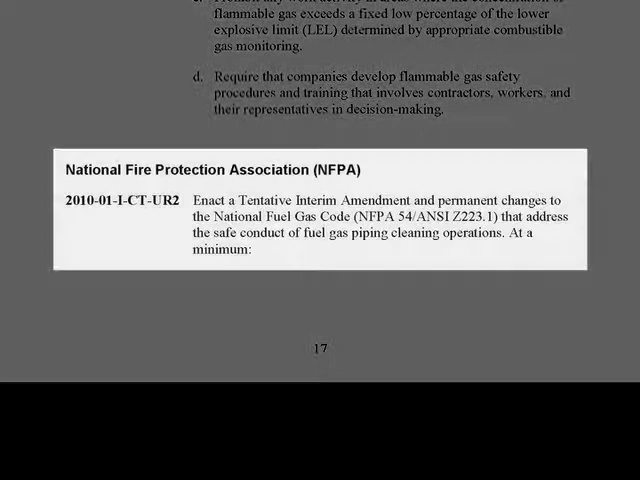 flammable gas exceeds a fixed low percentage of the lower
explosive limit (LEL) determined by appropriate combustible
gas monitoring.
d. Require that companies develop flammable gas safety
procedures and training that involves contractors, workers, and
their representatives in decision-making.
National Fire Protection Association (NFPA)
2010-01-I-CT-UR2 Enact a Tentative Interim Amendment and permanent changes to
the National Fuel Gas Code (NFPA 54/ANSI Z223.1) that address
the safe conduct of fuel gas piping cleaning operations. At a
minimum:
17